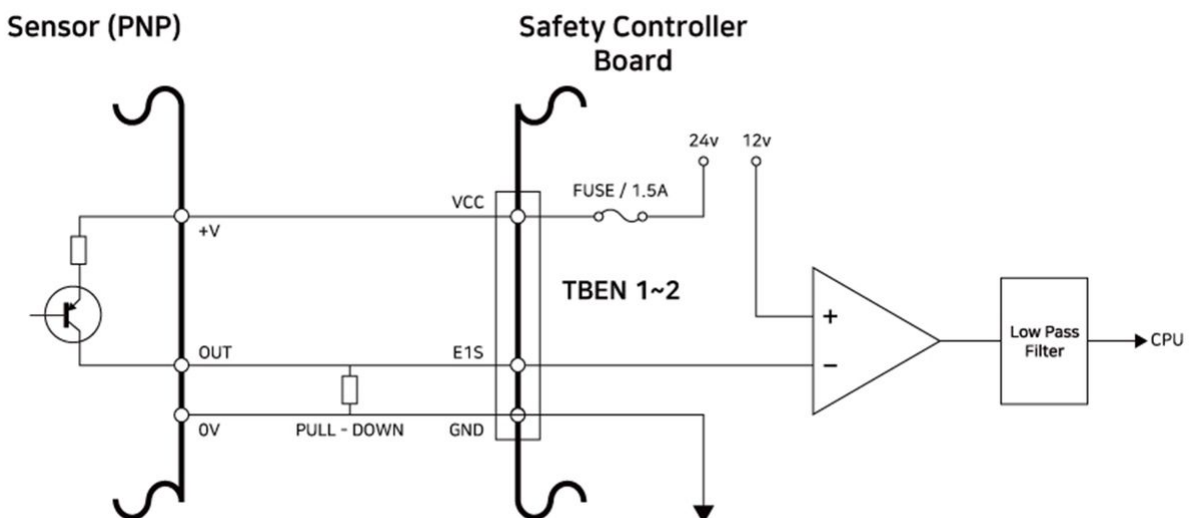 Sensor (PNP)
Safety Controller
Board
24v
12v
FUSE / 1.5A
VCC
+V
TBEN 1~2
+
Low Pass
Filter
CPU
OUT
E1S
−
0V
PULL - DOWN
GND